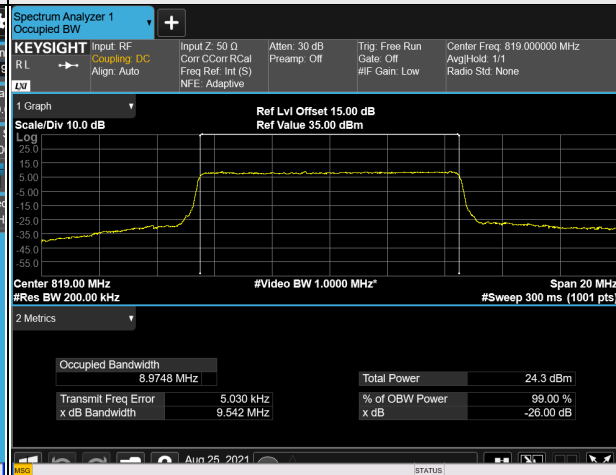 Spectrum Analyzer 1
Occupied BW
KEYSIGHT
R L
LXI
Input: RF
Coupling: DC
Align: Auto
Input Z: 50 Ω
Corr CCorr RCal
Freq Ref: Int (S)
NFE: Adaptive
Atten: 30 dB
Preamp: Off
Trig: Free Run
Gate: Off
#IF Gain: Low
Center Freq: 819.000000 MHz
Avg|Hold: 1/1
Radio Std: None
1 Graph
Scale/Div 10.0 dB
Ref Lvl Offset 15.00 dB
Ref Value 35.00 dBm
Log
25.0
15.0
5.00
-5.00
-15.0
-25.0
-35.0
-45.0
-55.0
Center 819.00 MHz
#Video BW 1.0000 MHz*
Span 20 MHz
#Res BW 200.00 kHz
#Sweep 300 ms (1001 pts)
2 Metrics
Occupied Bandwidth
8.9748 MHz
Total Power 24.3 dBm
Transmit Freq Error 5.030 kHz
% of OBW Power 99.00 %
x dB Bandwidth 9.542 MHz
x dB -26.00 dB
Aug 25, 2021
MSG
STATUS